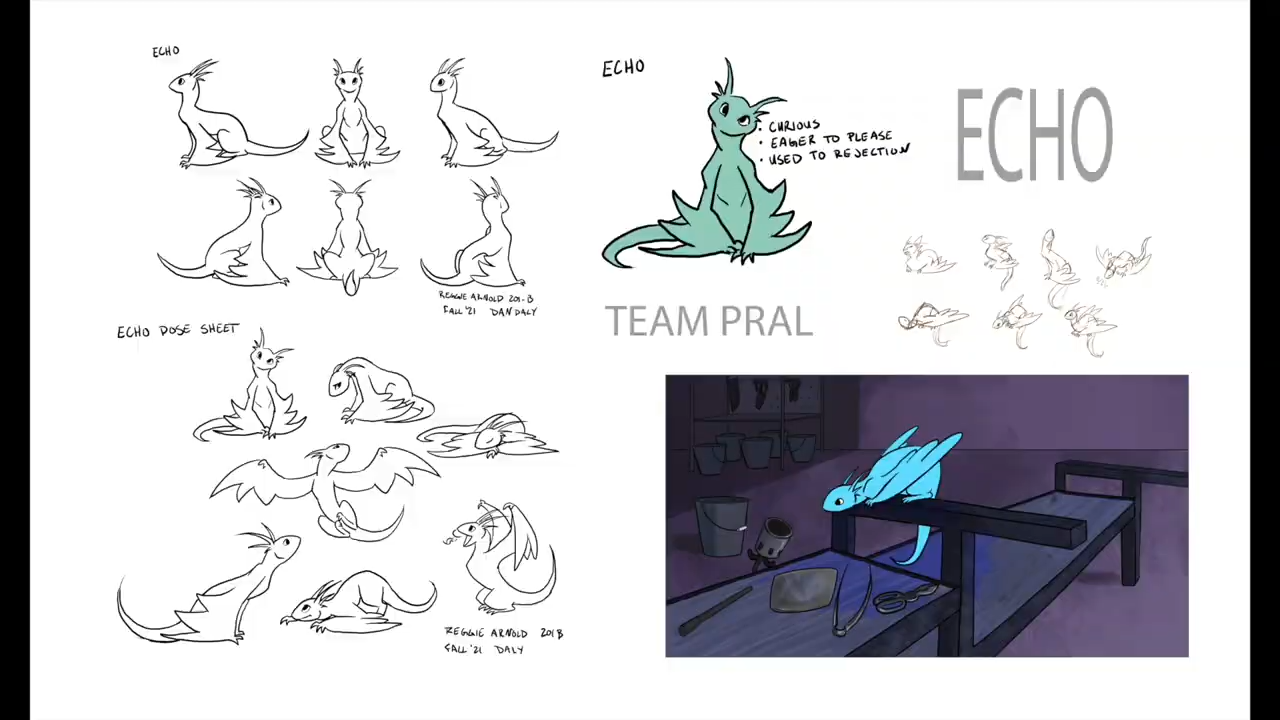 ECHO
REGGIE ARNOLD 201-B
FALL '21 DAN DALY
ECHO POSE SHEET
REGGIE ARNOLD 201B
FALL '21 DALY
ECHO
• CURIOUS
• EAGER TO PLEASE
• USED TO REJECTION
ECHO
TEAM PRAL